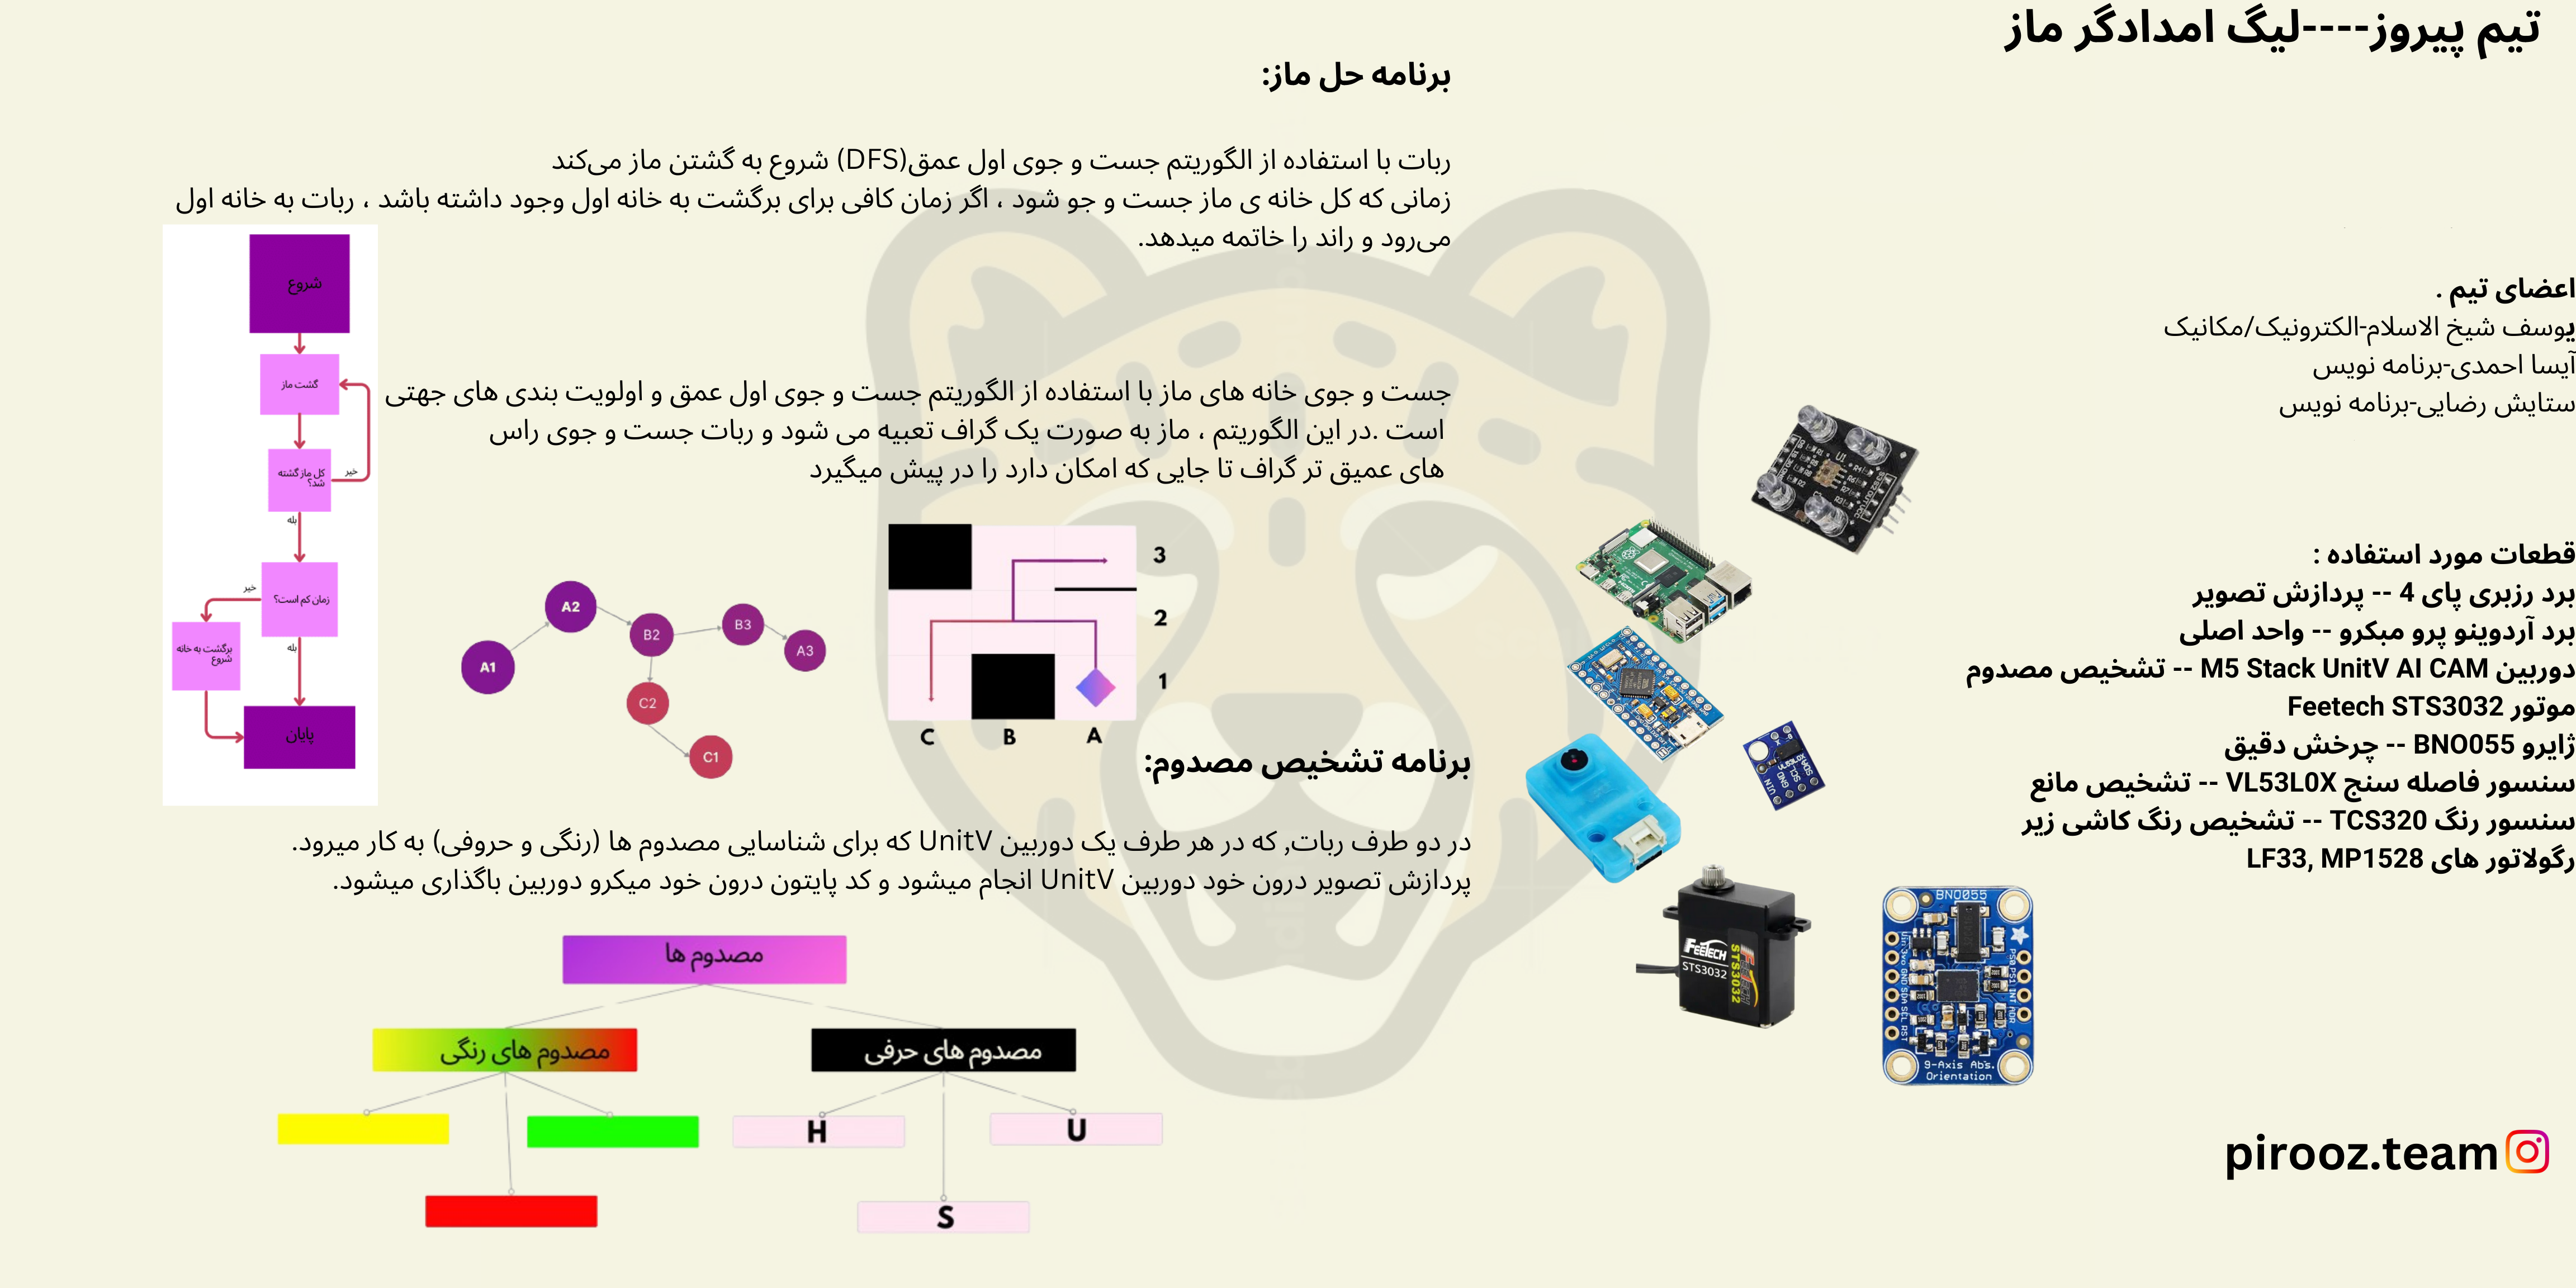 تیم پیروز----لیگ امدادگر ماز
اعضای تیم .
یوسف شیخ الاسلام-الکترونیک/مکانیک
آیسا احمدی-برنامه نویس
ستایش رضایی-برنامه نویس
قطعات مورد استفاده :
برد رزبری پای 4 -- پردازش تصویر
برد آردوینو پرو مبکرو -- واحد اصلی
دوربین M5 Stack UnitV AI CAM -- تشخیص مصدوم
موتور Feetech STS3032
ژایرو BNO055 -- چرخش دقیق
سنسور فاصله سنج VL53L0X -- تشخیص مانع
سنسور رنگ TCS320 -- تشخیص رنگ کاشی زیر
رگولاتور های LF33, MP1528
FEETECH
STS3032
STS3032
BNO055
9-Axis Abs.
Orientation
pirooz.team
برنامه حل ماز:
ربات با استفاده از الگوریتم جست و جوی اول عمق(DFS) شروع به گشتن ماز می‌کند
زمانی که کل خانه ی ماز جست و جو شود ، اگر زمان کافی برای برگشت به خانه اول وجود داشته باشد ، ربات به خانه اول
می‌رود و راند را خاتمه میدهد.
جست و جوی خانه های ماز با استفاده از الگوریتم جست و جوی اول عمق و اولویت بندی های جهتی
است .در این الگوریتم ، ماز به صورت یک گراف تعبیه می شود و ربات جست و جوی راس
های عمیق تر گراف تا جایی که امکان دارد را در پیش میگیرد
3
2
1
C B A
A1
A2
B2
B3
A3
C2
C1
شروع
گشت ماز
کل ماز گشته
شد؟
خیر
بله
زمان کم است؟
خیر
بله
برگشت به خانه
شروع
پایان
برنامه تشخیص مصدوم:
در دو طرف ربات, که در هر طرف یک دوربین UnitV که برای شناسایی مصدوم ها (رنگی و حروفی) به کار میرود.
پردازش تصویر درون خود دوربین UnitV انجام میشود و کد پایتون درون خود میکرو دوربین باگذاری میشود.
مصدوم ها
مصدوم های حرفی
مصدوم های رنگی
H
U
S